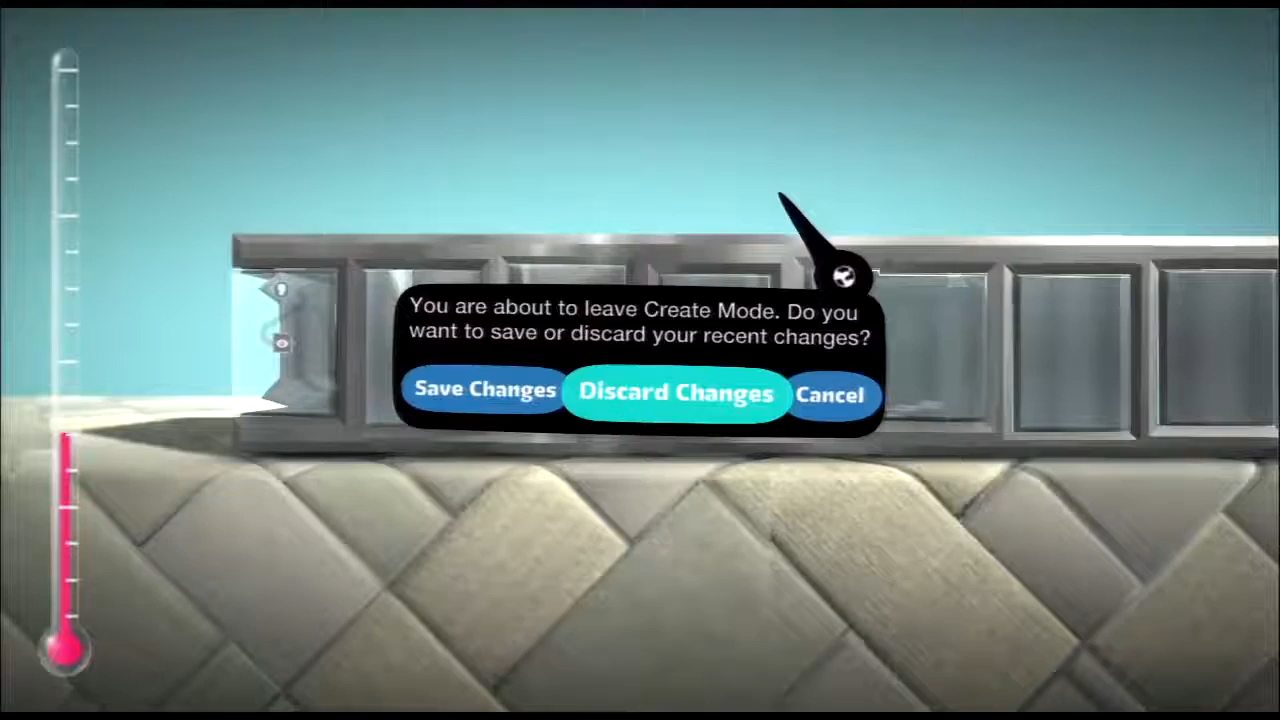 You are about to leave Create Mode. Do you
want to save or discard your recent changes?
Save Changes Discard Changes Cancel